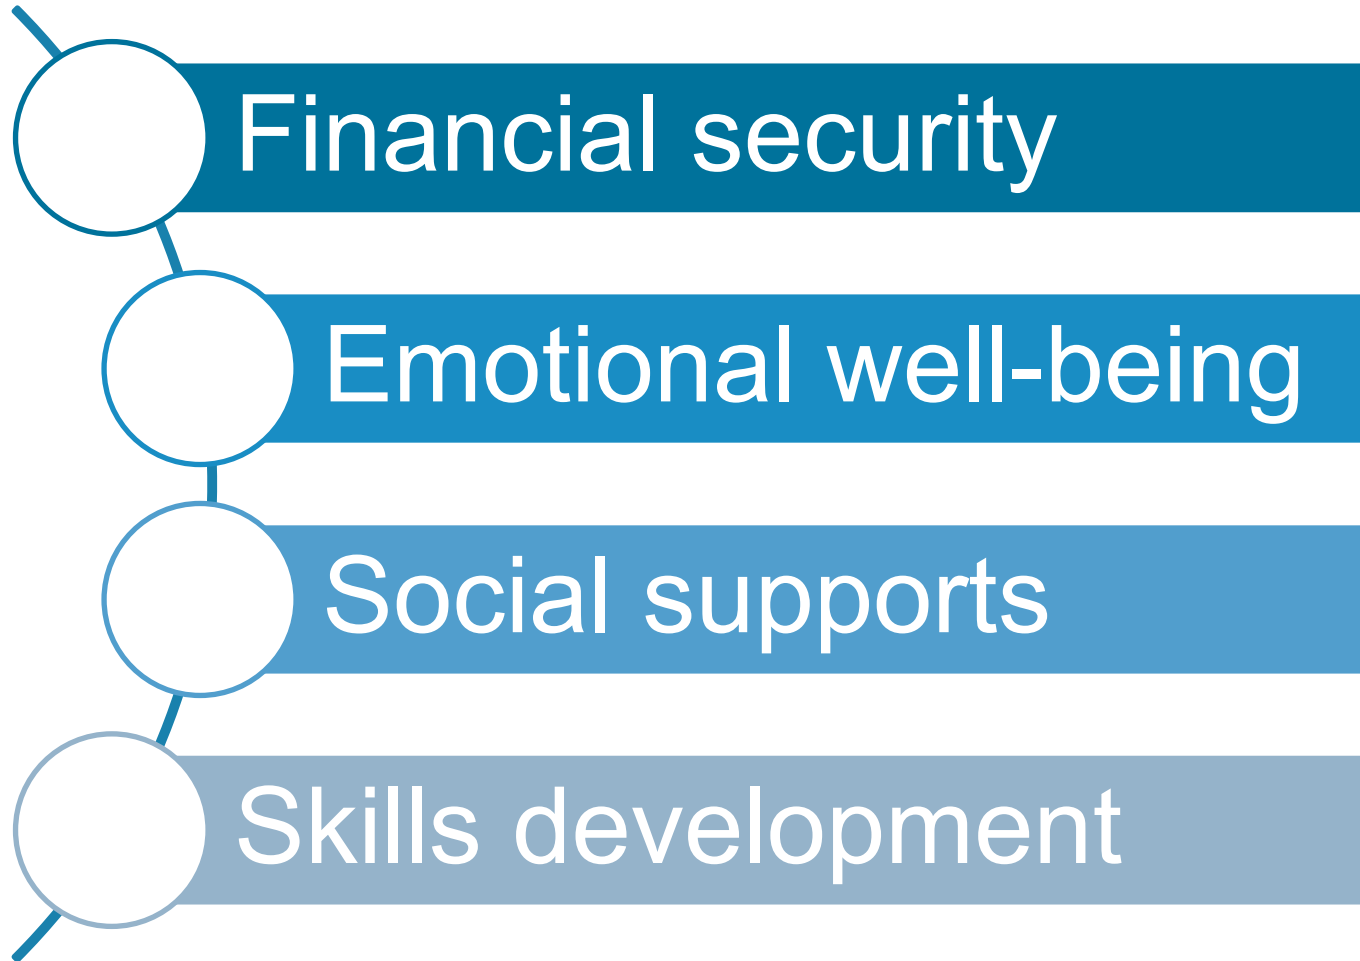 Financial security
Emotional well-being
Social supports
Skills development